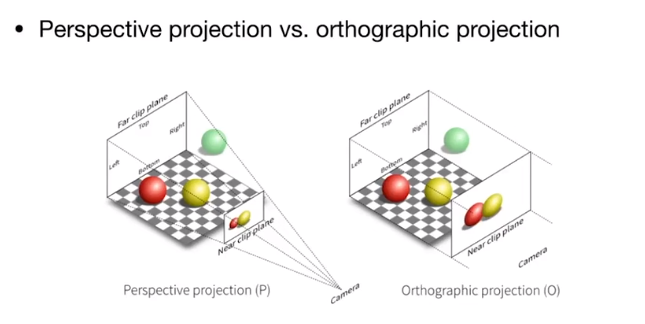 • Perspective projection vs. orthographic projection
Far clip plane
Top
Right
Left
Bottom
Near clip plane
Camera
Perspective projection (P)
Far clip plane
Top
Right
Left
Bottom
Near clip plane
Camera
Orthographic projection (O)